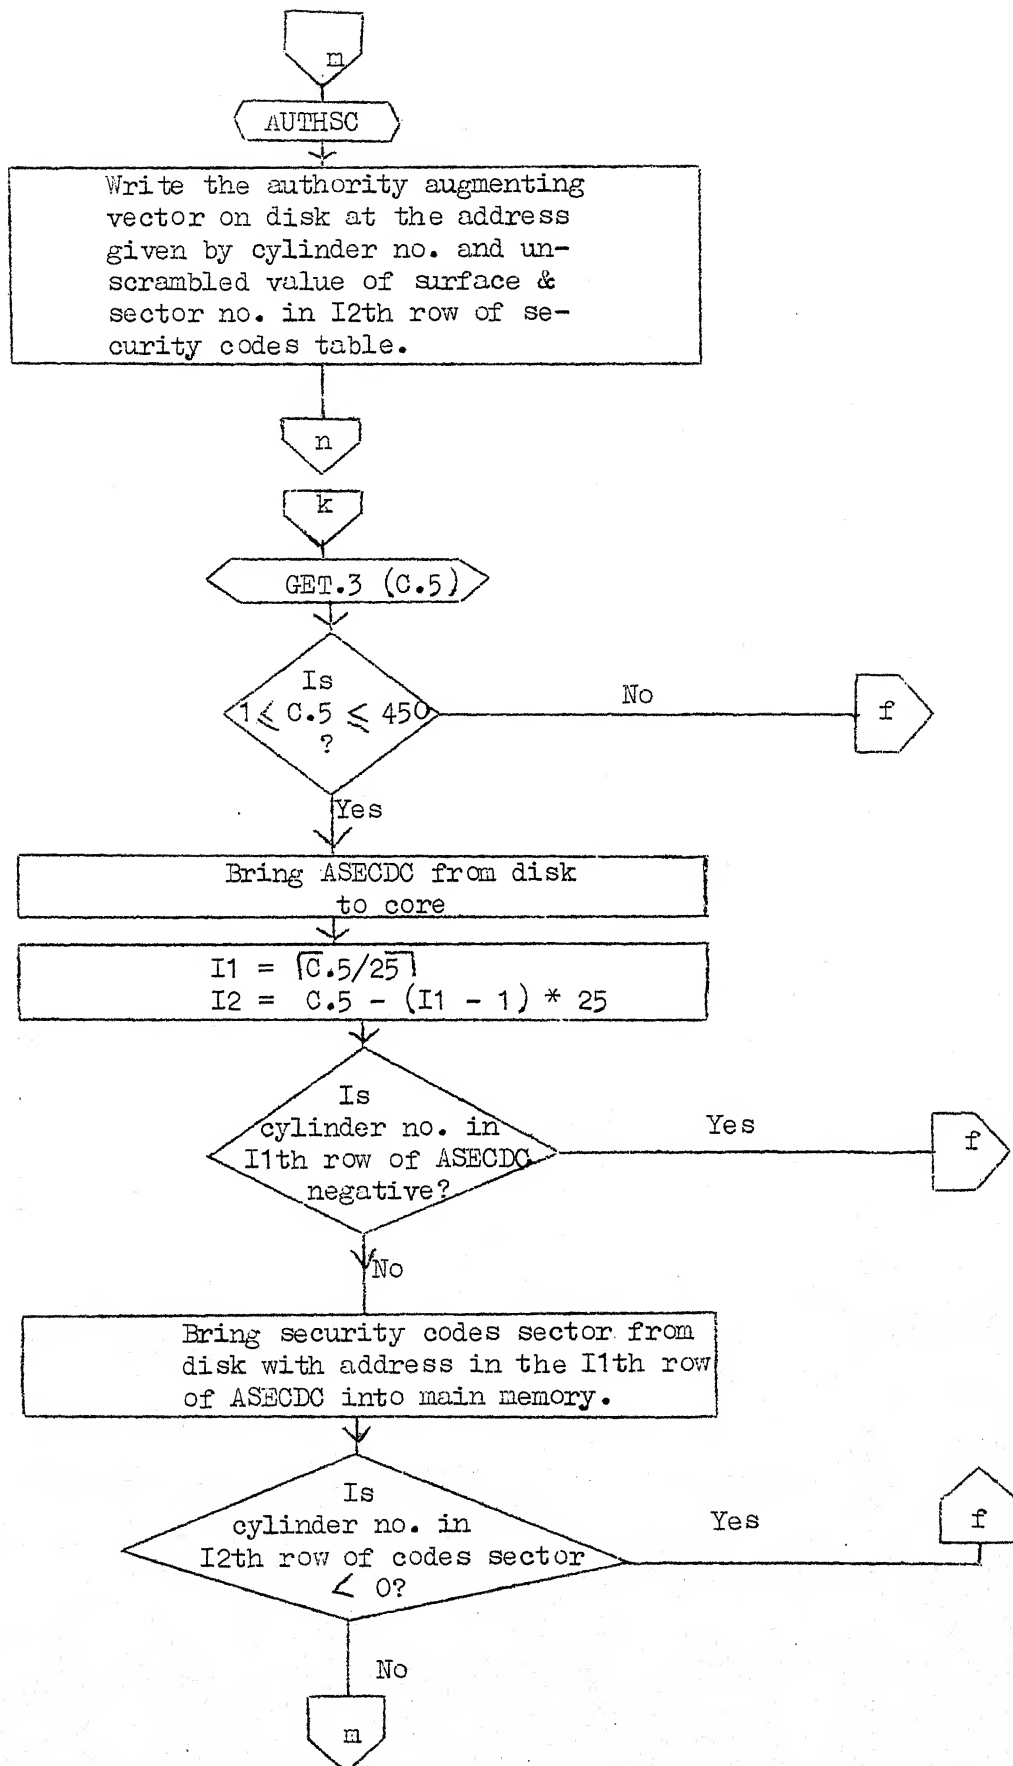 m
AUTHSC
Write the authority augmenting
vector on disk at the address
given by cylinder no. and un-
scrambled value of surface &
sector no. in I2th row of se-
curity codes table.
n
k
GET.3 (C.5)
Is
1 ≤ C.5 ≤ 450
?
No
f
Yes
Bring ASECDC from disk
to core
I1 = ⌈C.5/25⌉
I2 = C.5 - (I1 - 1) * 25
Is
cylinder no. in
I1th row of ASECDC
negative?
Yes
f
No
Bring security codes sector from
disk with address in the I1th row
of ASECDC into main memory.
Is
cylinder no. in
I2th row of codes sector
< 0?
Yes
f
No
m